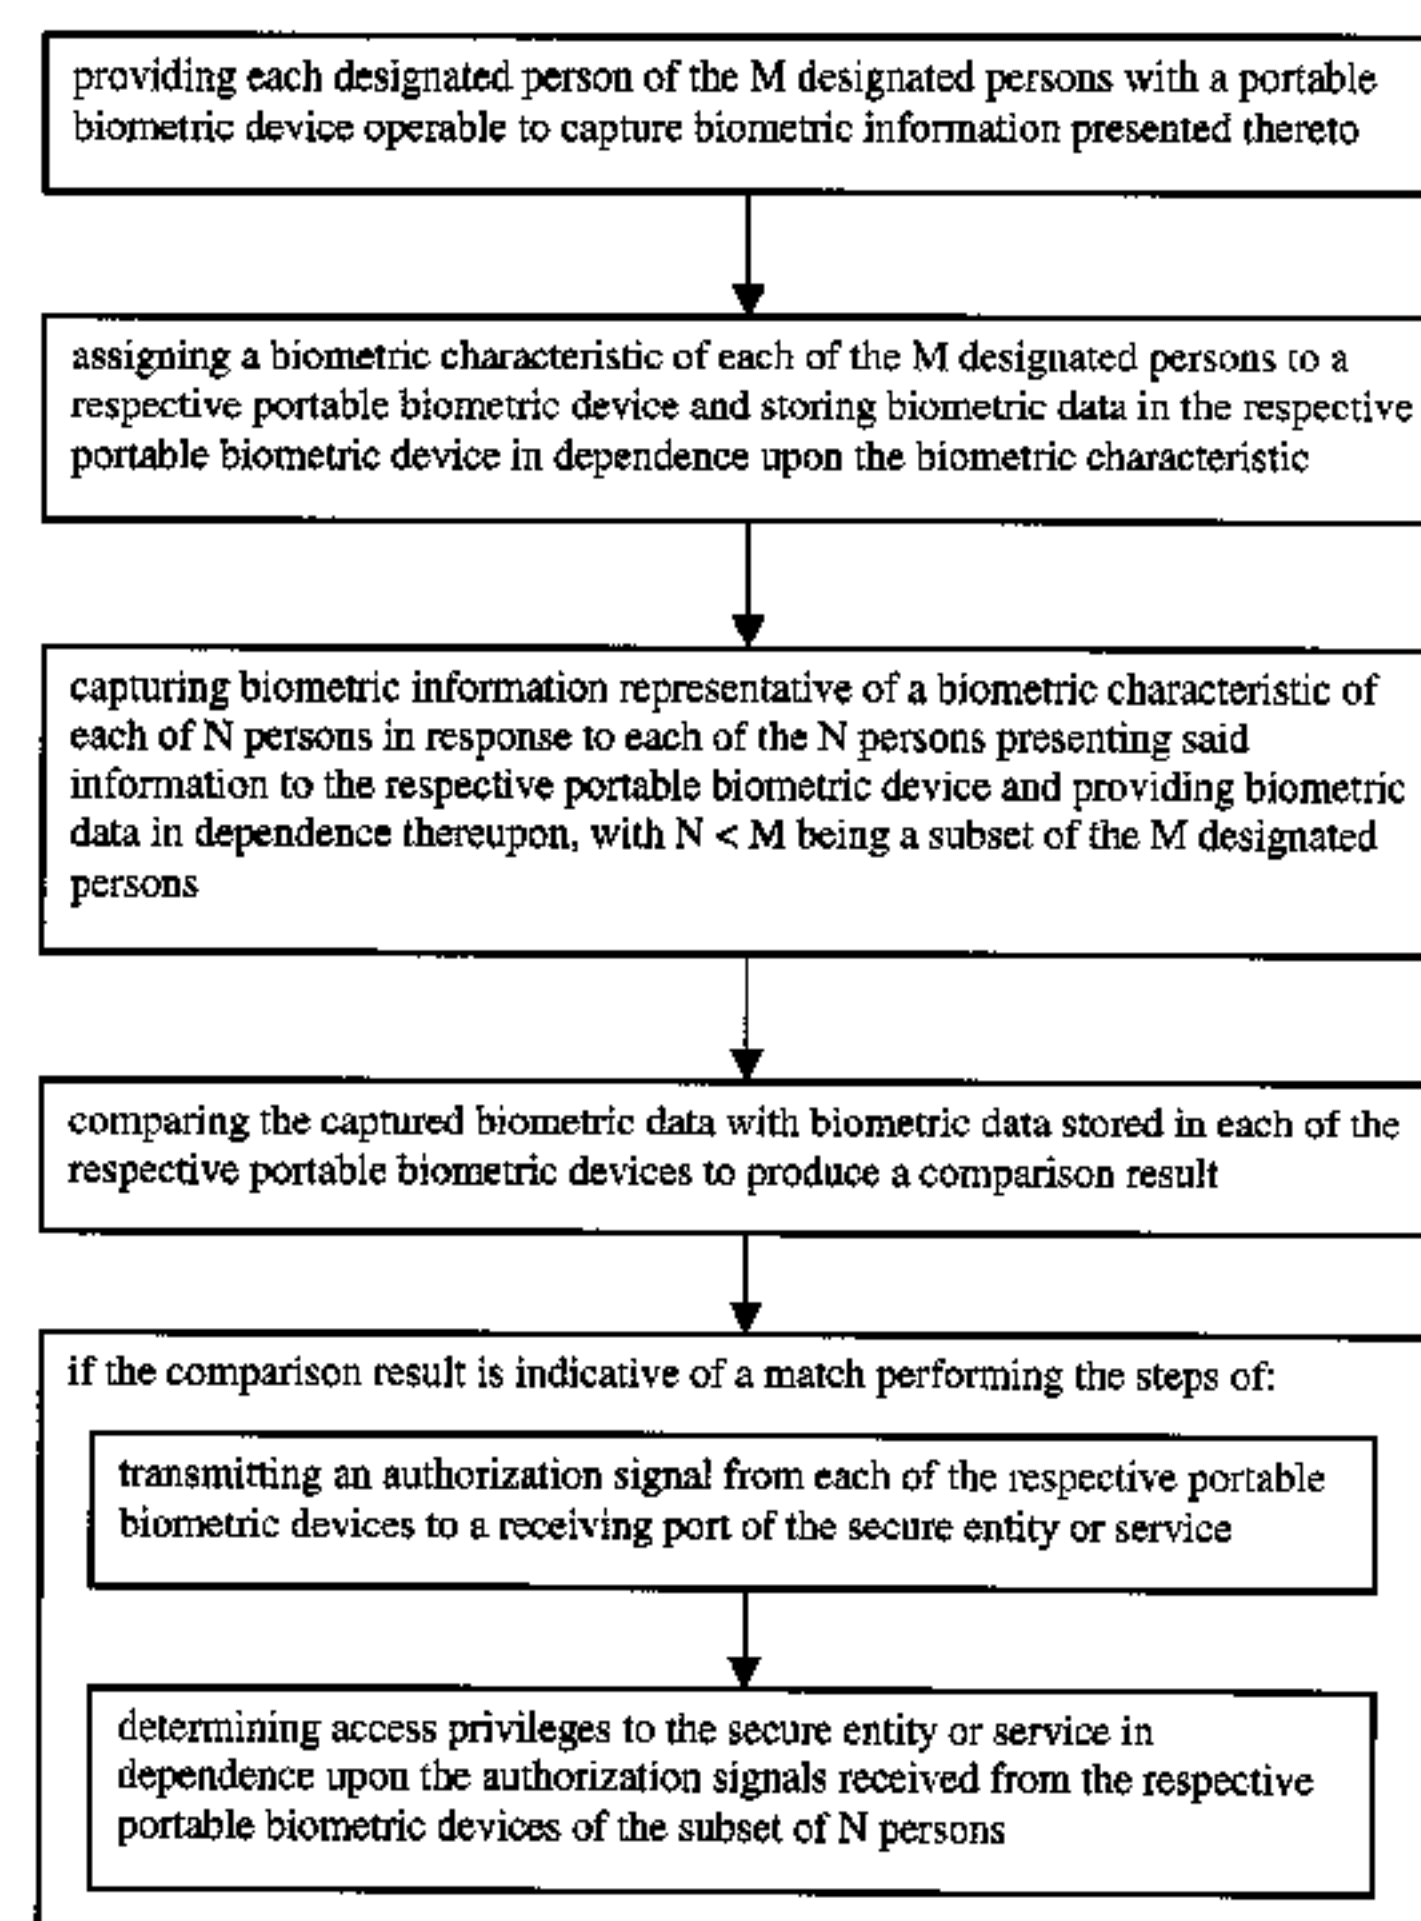 providing each designated person of the M designated persons with a portable
biometric device operable to capture biometric information presented thereto
assigning a biometric characteristic of each of the M designated persons to a
respective portable biometric device and storing biometric data in the respective
portable biometric device in dependence upon the biometric characteristic
capturing biometric information representative of a biometric characteristic of
each of N persons in response to each of the N persons presenting said
information to the respective portable biometric device and providing biometric
data in dependence thereupon, with N < M being a subset of the M designated
persons
comparing the captured biometric data with biometric data stored in each of the
respective portable biometric devices to produce a comparison result
if the comparison result is indicative of a match performing the steps of:
transmitting an authorization signal from each of the respective portable
biometric devices to a receiving port of the secure entity or service
determining access privileges to the secure entity or service in
dependence upon the authorization signals received from the respective
portable biometric devices of the subset of N persons